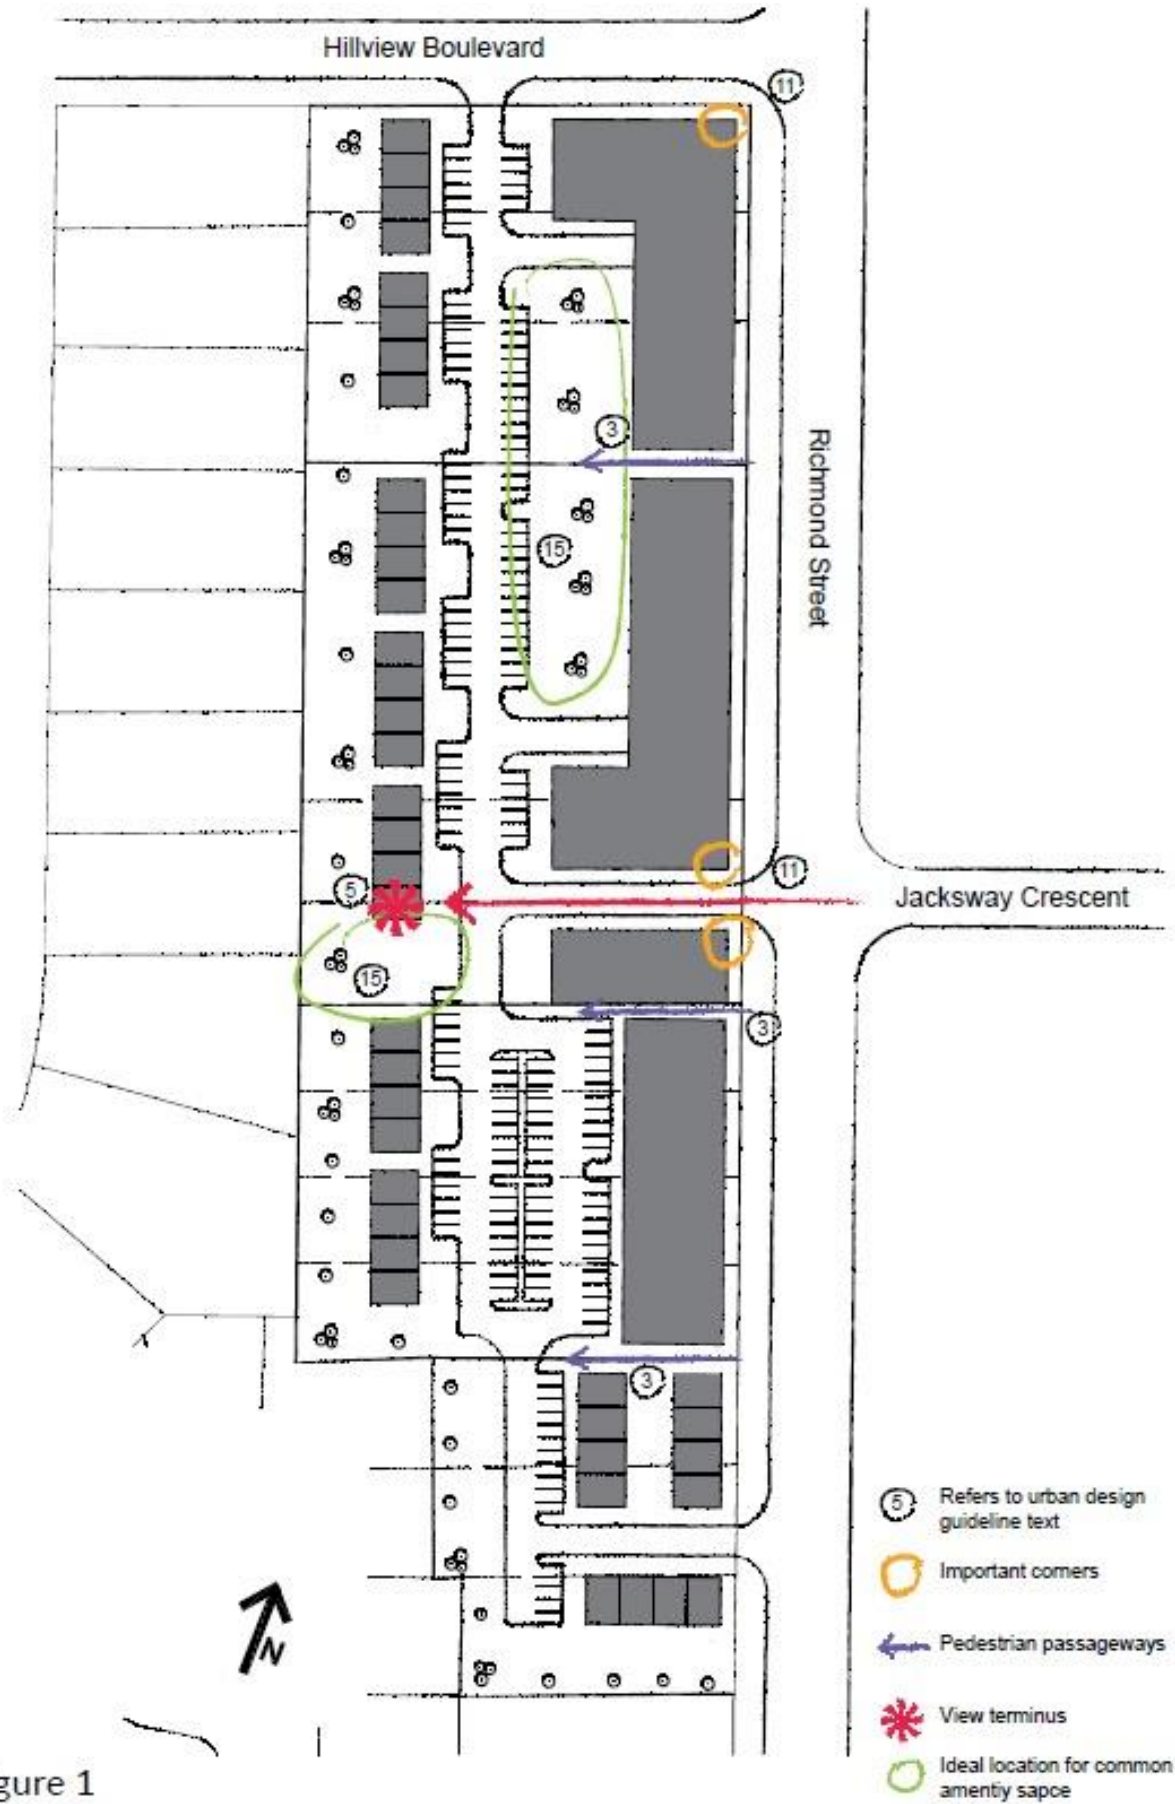 Hillview Boulevard
11
3
Richmond Street
15
11
5
Jacksway Crescent
15
3
3
5 Refers to urban design
guideline text
Important corners
Pedestrian passageways
N
View terminus
Ideal location for common
amentiy sapce
gure 1